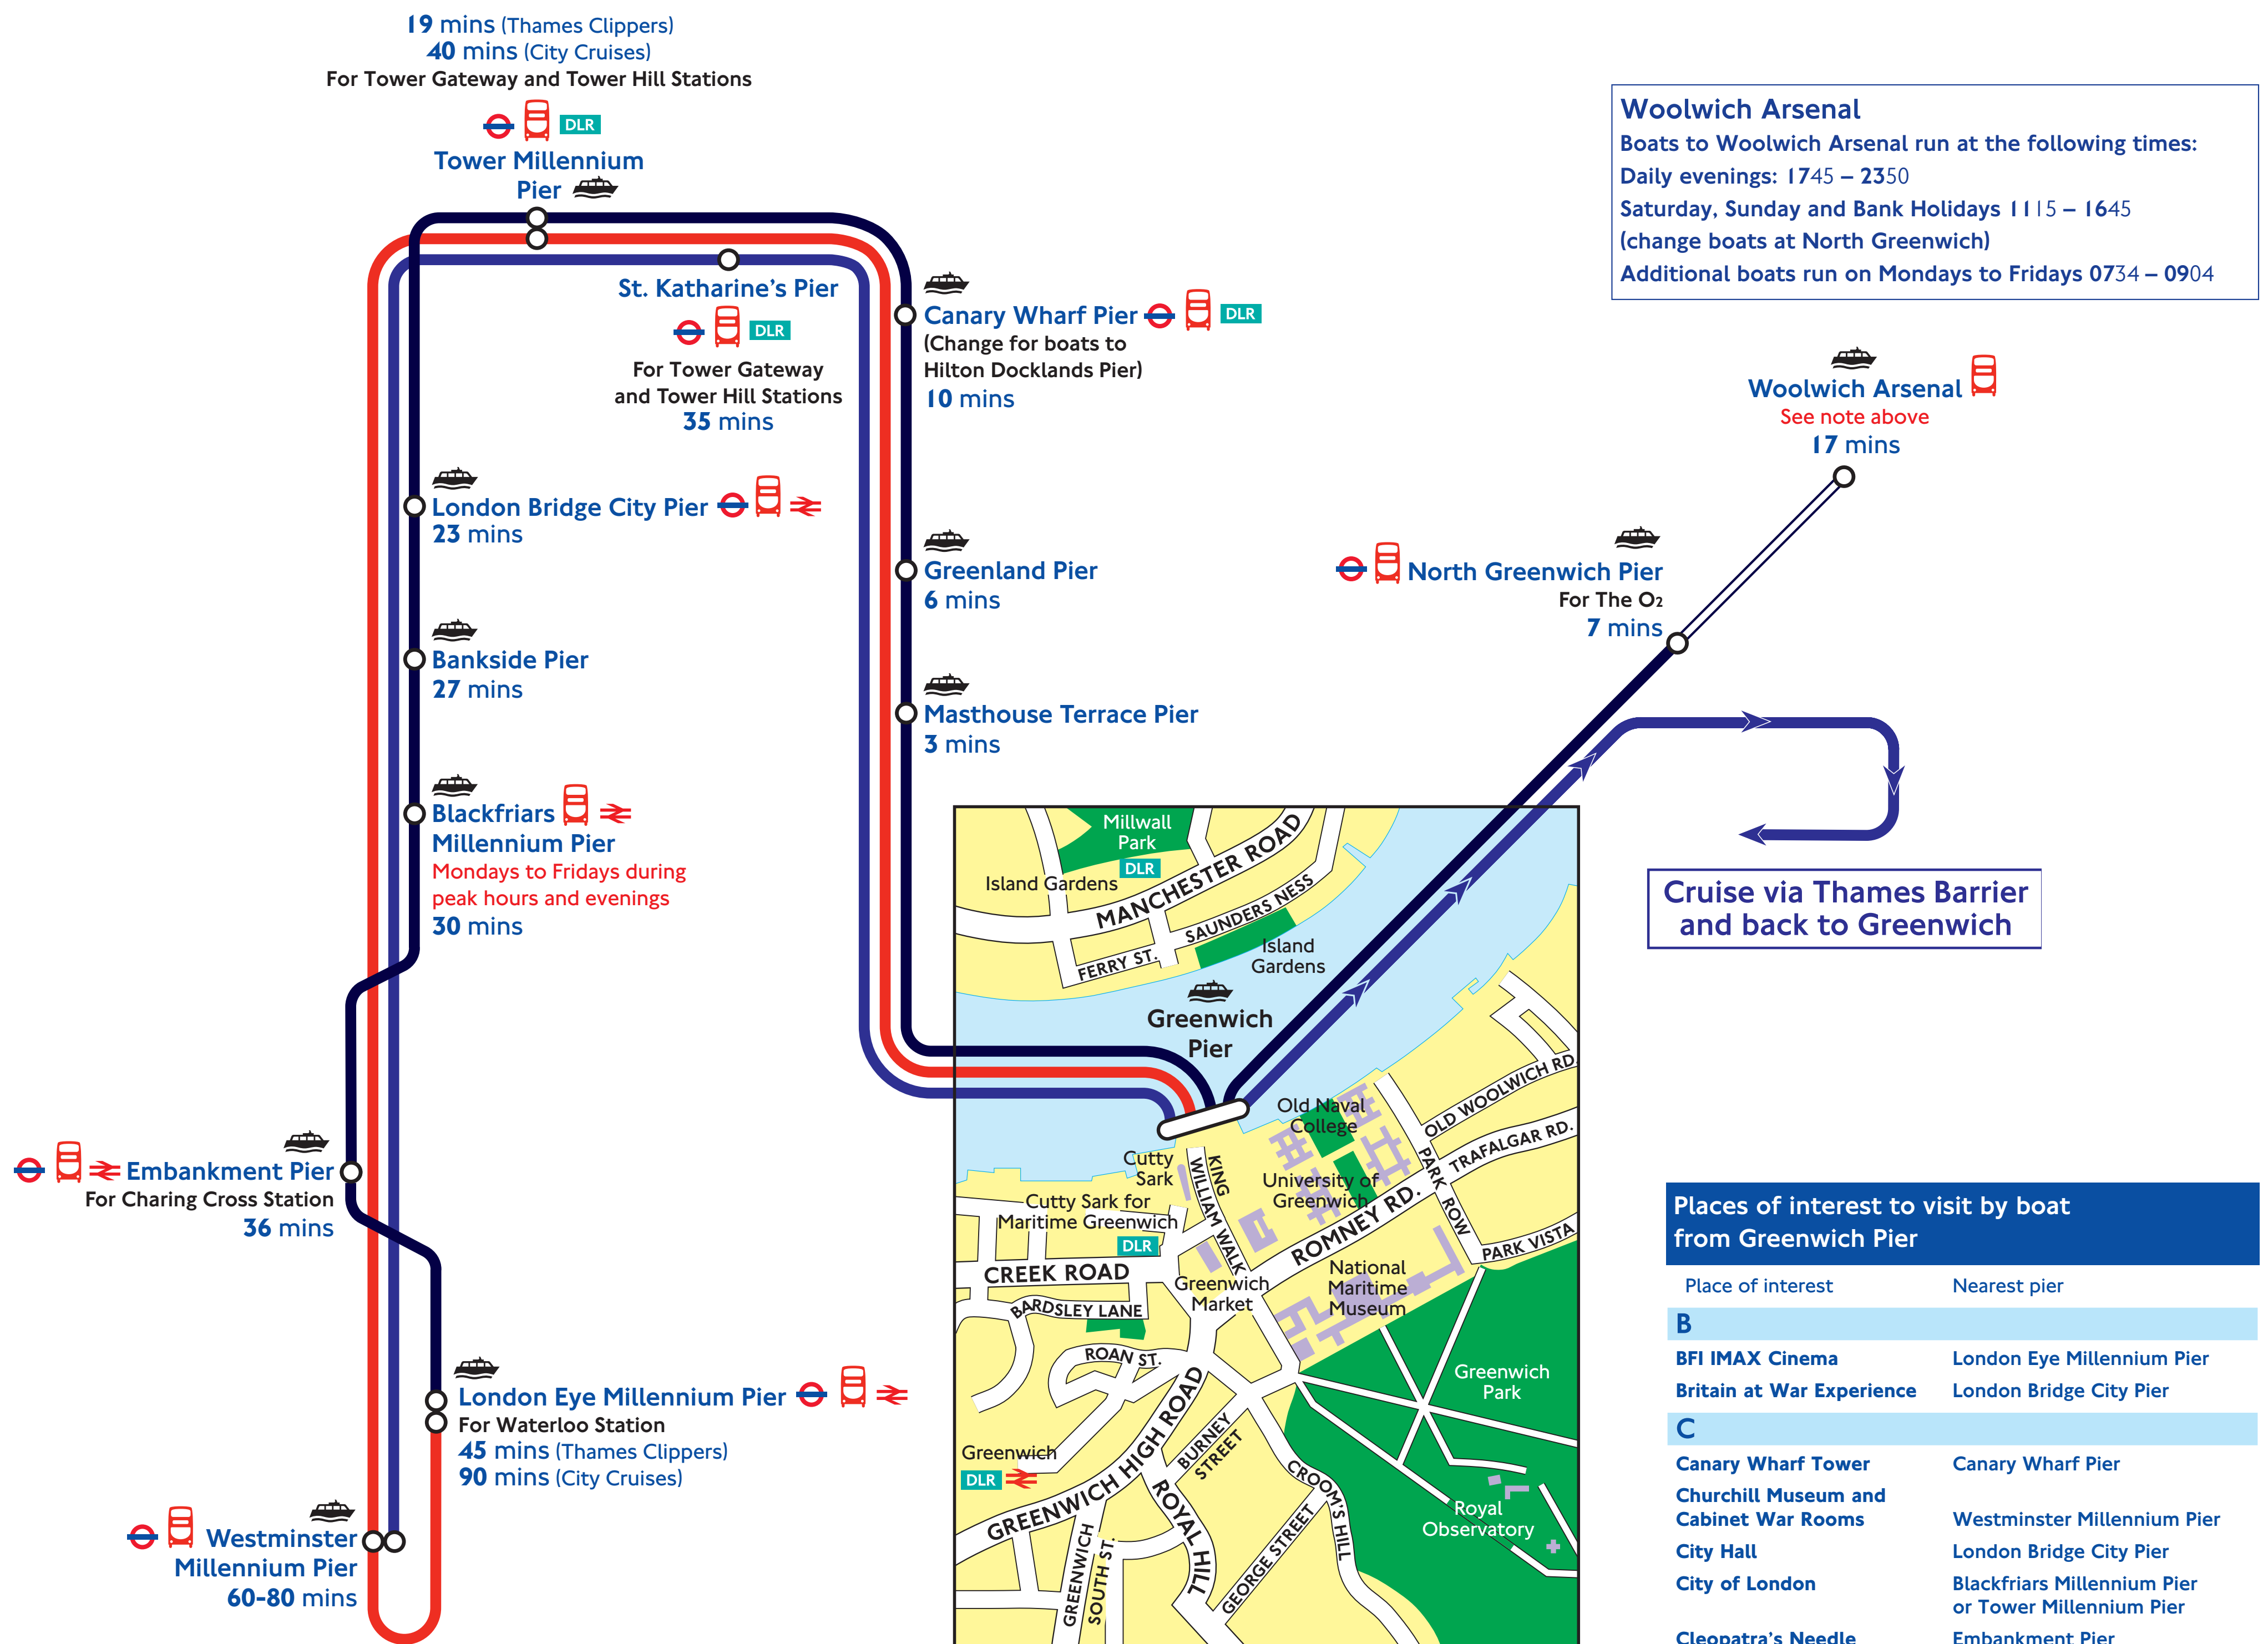 19 mins (Thames Clippers)
40 mins (City Cruises)
For Tower Gateway and Tower Hill Stations
DLR
Tower Millennium
Pier
St. Katharine's Pier
DLR
For Tower Gateway
and Tower Hill Stations
35 mins
Canary Wharf Pier DLR
(Change for boats to
Hilton Docklands Pier)
10 mins
London Bridge City Pier
23 mins
Greenland Pier
6 mins
Bankside Pier
27 mins
Masthouse Terrace Pier
3 mins
Blackfriars
Millennium Pier
Mondays to Fridays during
peak hours and evenings
30 mins
Embankment Pier
For Charing Cross Station
36 mins
London Eye Millennium Pier
For Waterloo Station
45 mins (Thames Clippers)
90 mins (City Cruises)
Westminster
Millennium Pier
60-80 mins
Woolwich Arsenal
Boats to Woolwich Arsenal run at the following times:
Daily evenings: 1745 – 2350
Saturday, Sunday and Bank Holidays 1115 – 1645
(change boats at North Greenwich)
Additional boats run on Mondays to Fridays 0734 – 0904
Woolwich Arsenal
See note above
17 mins
North Greenwich Pier
For The O2
7 mins
Cruise via Thames Barrier
and back to Greenwich
Millwall
Park
DLR
Island Gardens
MANCHESTER ROAD
SAUNDERS NESS
FERRY ST.
Island
Gardens
Greenwich
Pier
Old Naval
College
OLD WOOLWICH RD.
TRAFALGAR RD.
PARK ROW
PARK VISTA
Cutty
Sark
KING
WILLIAM WALK
University of
Greenwich
Cutty Sark for
Maritime Greenwich
DLR
ROMNEY RD.
CREEK ROAD
Greenwich
Market
National
Maritime
Museum
BARDSLEY LANE
ROAN ST.
Greenwich
Park
GREENWICH HIGH ROAD
BURNEY
STREET
Greenwich
DLR
CROOM'S HILL
ROYAL HILL
Royal
Observatory
GEORGE STREET
GREENWICH
SOUTH ST.
Places of interest to visit by boat
from Greenwich Pier
Place of interest Nearest pier
B
BFI IMAX Cinema London Eye Millennium Pier
Britain at War Experience London Bridge City Pier
C
Canary Wharf Tower Canary Wharf Pier
Churchill Museum and
Cabinet War Rooms Westminster Millennium Pier
City Hall London Bridge City Pier
City of London Blackfriars Millennium Pier
or Tower Millennium Pier
Cleopatra's Needle Embankment Pier